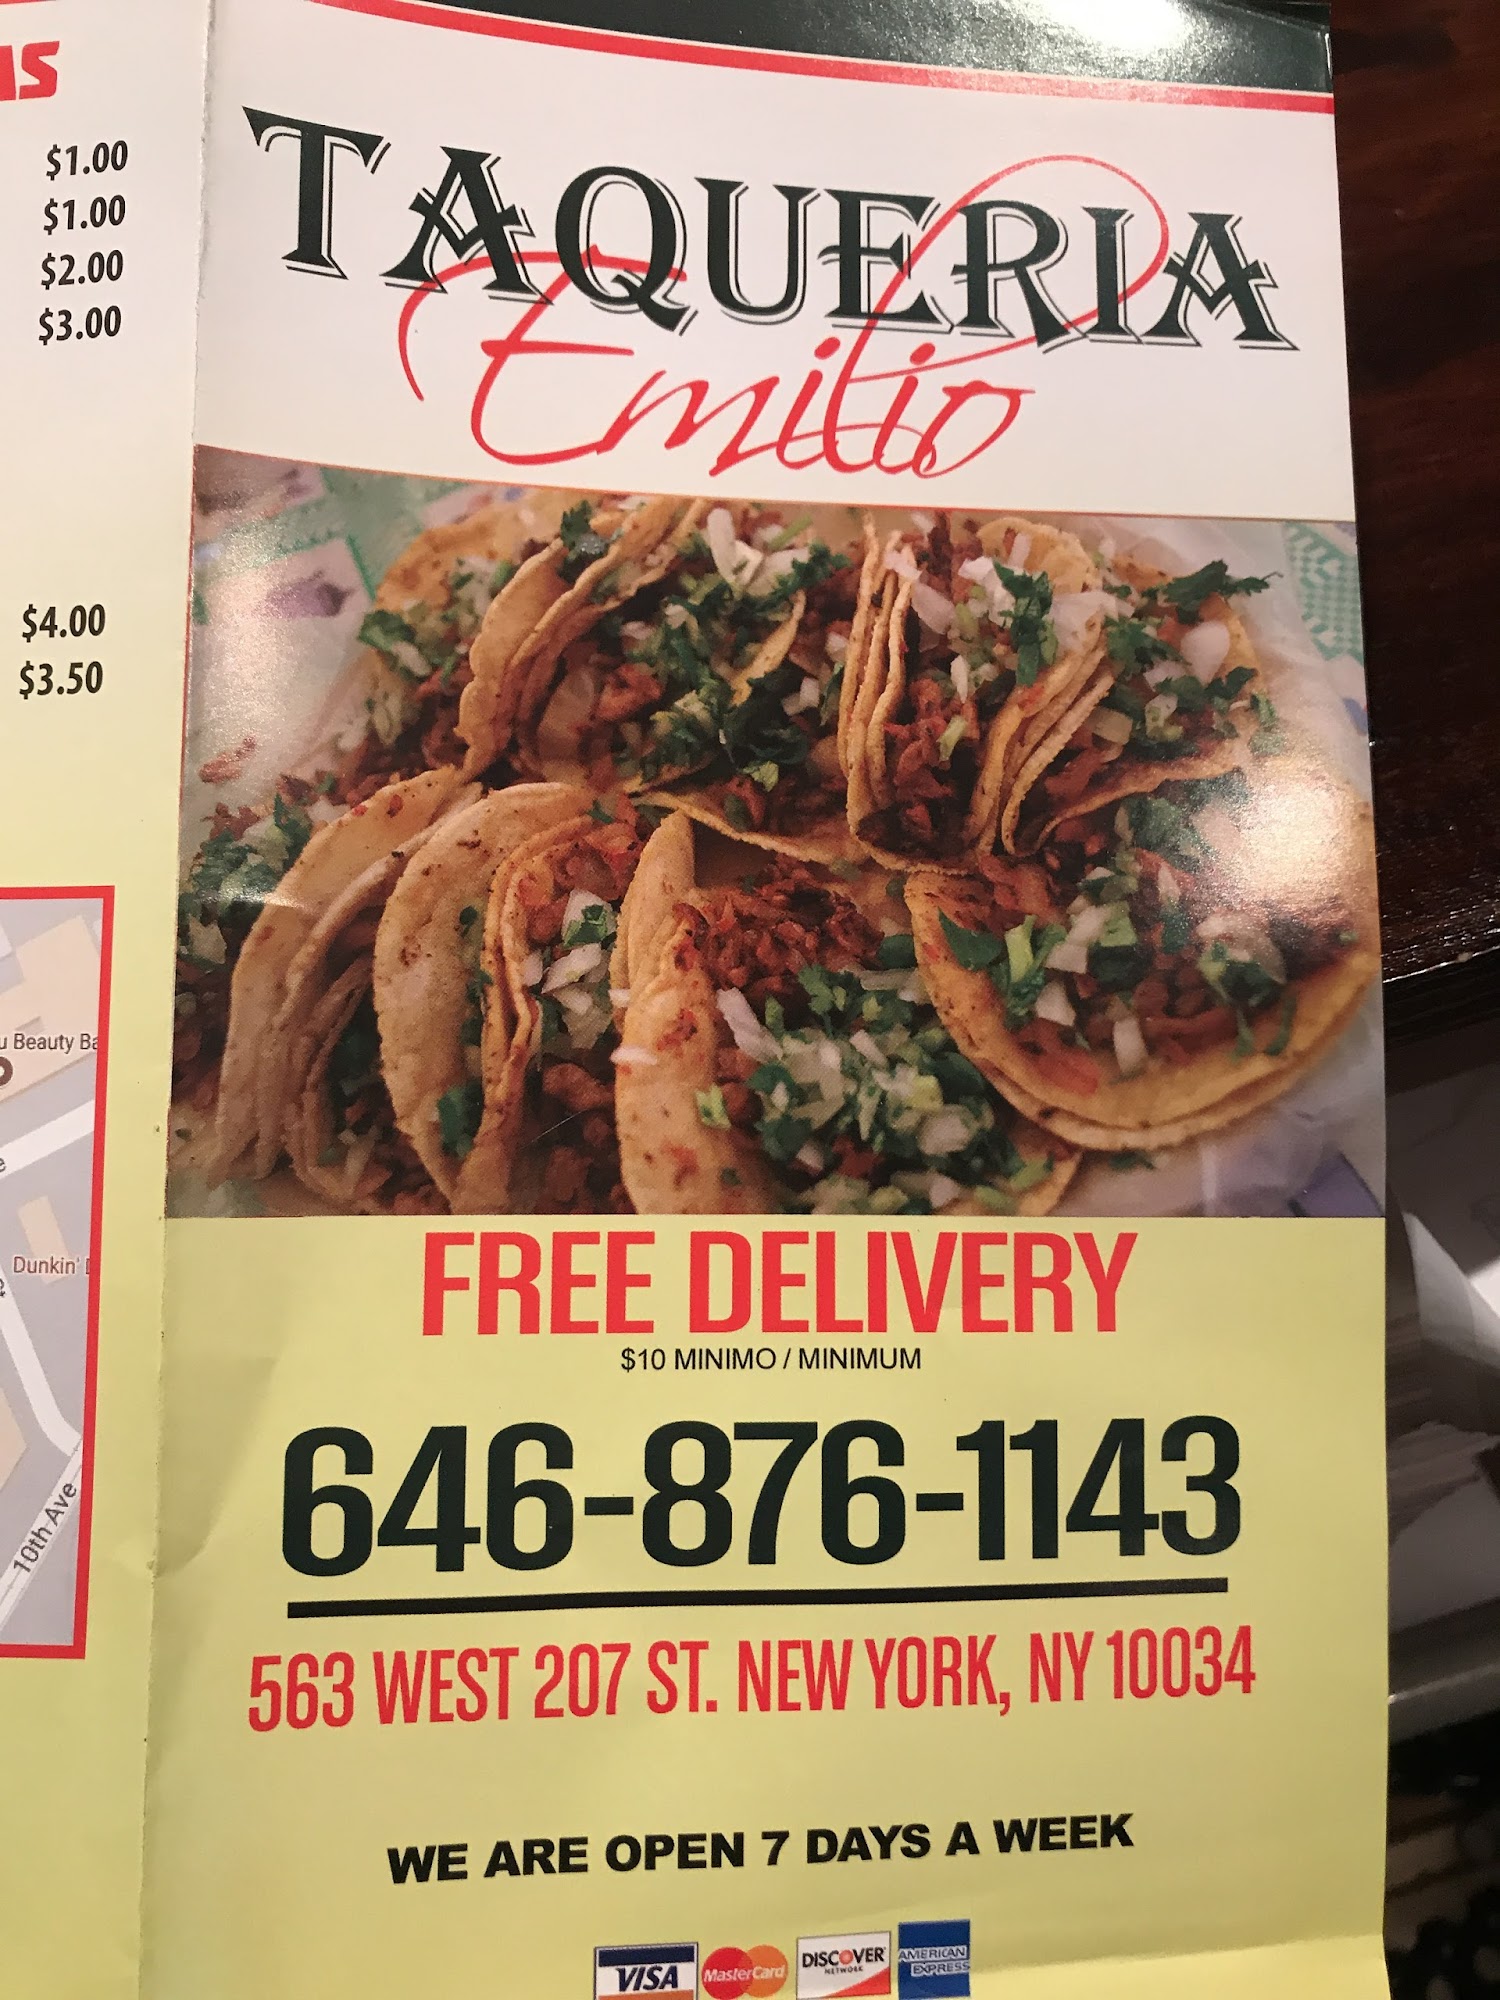 $1.00
$1.00
$2.00
$3.00
$4.00
$3.50
u Beauty Ba
Dunkin'
10th Ave
TAQUERIA
Emilio
FREE DELIVERY
$10 MINIMO / MINIMUM
646-876-1143
563 WEST 207 ST. NEW YORK, NY 10034
WE ARE OPEN 7 DAYS A WEEK
VISA MasterCard DISCOVER NETWORK AMERICAN EXPRESS